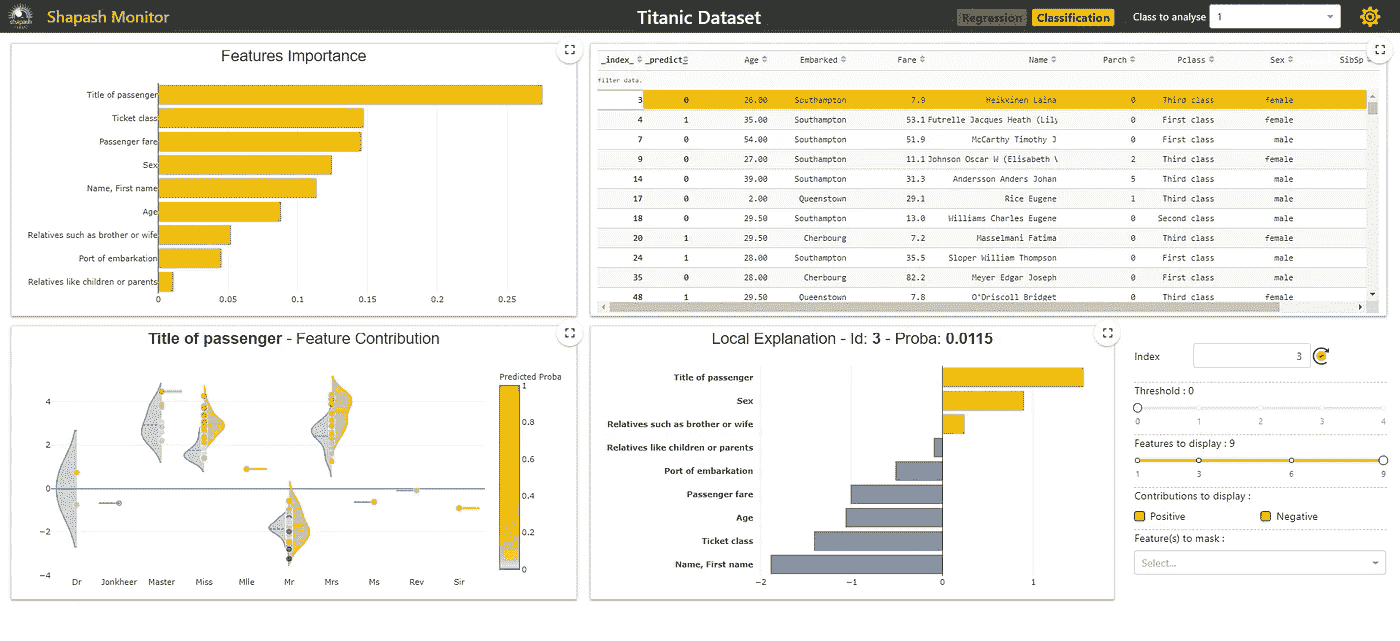 Shapash Monitor
Titanic Dataset
Regression Classification Class to analyse 1
Features Importance
Title of passenger
Ticket class
Passenger fare
Sex
Name, First name
Age
Relatives such as brother or wife
Port of embarkation
Relatives like children or parents
0 0.05 0.1 0.15 0.2 0.25
_index_ _predict_ Age Embarked Fare Name Parch Pclass Sex SibSp
filter data.
3 0 26.00 Southampton 7.9 Heikkinen Laina 0 Third class female
4 1 35.00 Southampton 53.1 Futrelle Jacques Heath (Lily 0 First class female
7 0 54.00 Southampton 51.9 McCarthy Timothy J 0 First class male
9 0 27.00 Southampton 11.1 Johnson Oscar W (Elisabeth V 2 Third class female
14 0 39.00 Southampton 31.3 Andersson Anders Johan 5 Third class male
17 0 2.00 Queenstown 29.1 Rice Eugene 1 Third class male
18 0 29.50 Southampton 13.0 Williams Charles Eugene 0 Second class male
20 1 29.50 Cherbourg 7.2 Masselmani Fatima 0 Third class female
24 1 28.00 Southampton 35.5 Sloper William Thompson 0 First class male
35 0 28.00 Cherbourg 82.2 Meyer Edgar Joseph 0 First class male
48 1 29.50 Queenstown 7.8 O'Driscoll Bridget 0 Third class female
Title of passenger - Feature Contribution
Predicted Proba
1
0.8
0.6
0.4
0.2
0
4
2
0
−2
−4
Dr Jonkheer Master Miss Mlle Mr Mrs Ms Rev Sir
Local Explanation - Id: 3 - Proba: 0.0115
Title of passenger
Sex
Relatives such as brother or wife
Relatives like children or parents
Port of embarkation
Passenger fare
Age
Ticket class
Name, First name
−2 −1 0 1
Index 3
Threshold : 0
0 1 2 3 4
Features to display : 9
1 3 6 9
Contributions to display :
Positive Negative
Feature(s) to mask :
Select...